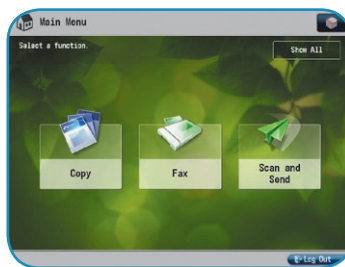 Main Menu
Select a function.
Show All
Copy
Fax
Scan and
Send
Log Out